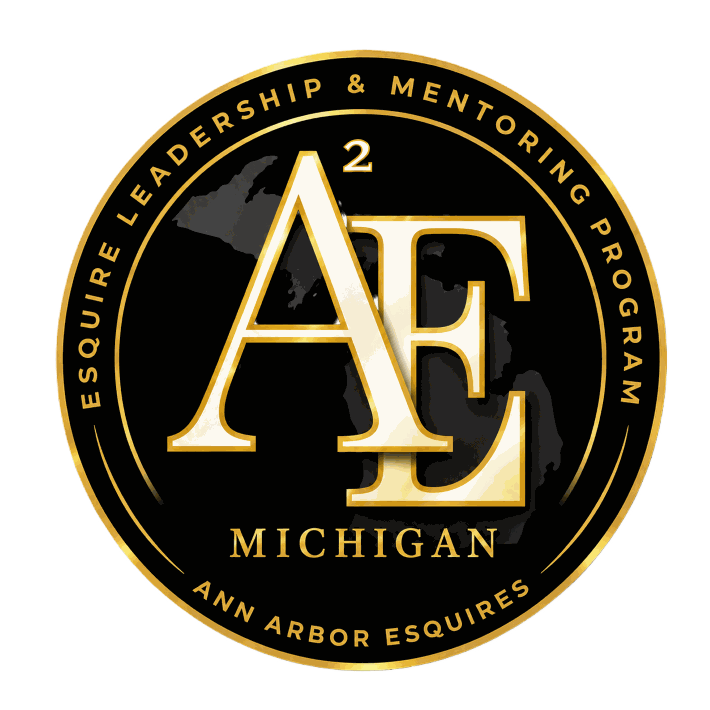 ESQUIRE LEADERSHIP & MENTORING PROGRAM
A²E
MICHIGAN
ANN ARBOR ESQUIRES